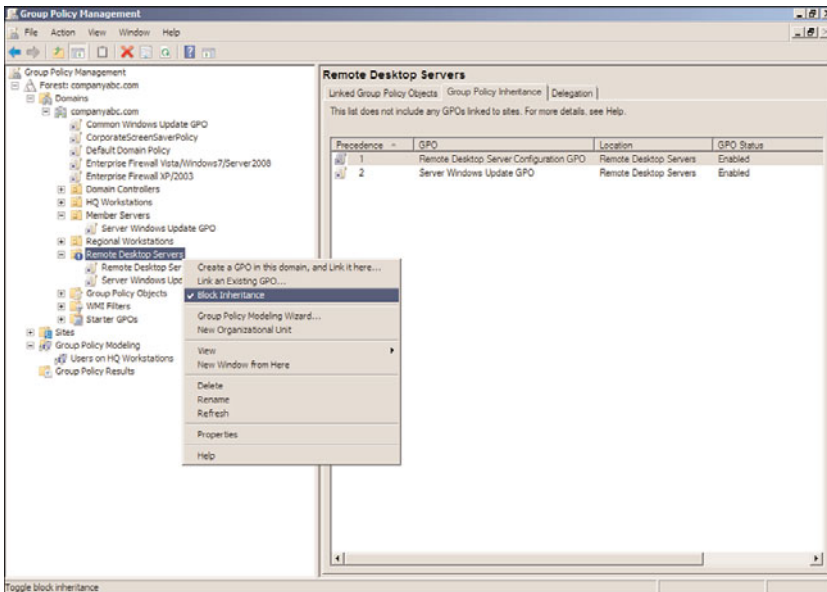 Group Policy Management
File Action View Window Help
Group Policy Management
Forest: companyabc.com
Domains
companyabc.com
Common Windows Update GPO
CorporateScreenSaverPolicy
Default Domain Policy
Enterprise Firewall Vista/Windows7/Server2008
Enterprise Firewall XP/2003
Domain Controllers
HQ Workstations
Member Servers
Server Windows Update GPO
Regional Workstations
Remote Desktop Servers
Remote Desktop Ser
Server Windows Upd
Group Policy Objects
WMI Filters
Starter GPOs
Sites
Group Policy Modeling
Users on HQ Workstations
Group Policy Results
Create a GPO in this domain, and Link it here...
Link an Existing GPO...
Block Inheritance
Group Policy Modeling Wizard...
New Organizational Unit
View
New Window from Here
Delete
Rename
Refresh
Properties
Help
Remote Desktop Servers
Linked Group Policy Objects Group Policy Inheritance Delegation
This list does not include any GPOs linked to sites. For more details, see Help.
Precedence GPO Location GPO Status
1 Remote Desktop Server Configuration GPO Remote Desktop Servers Enabled
2 Server Windows Update GPO Remote Desktop Servers Enabled
Toggle block inheritance